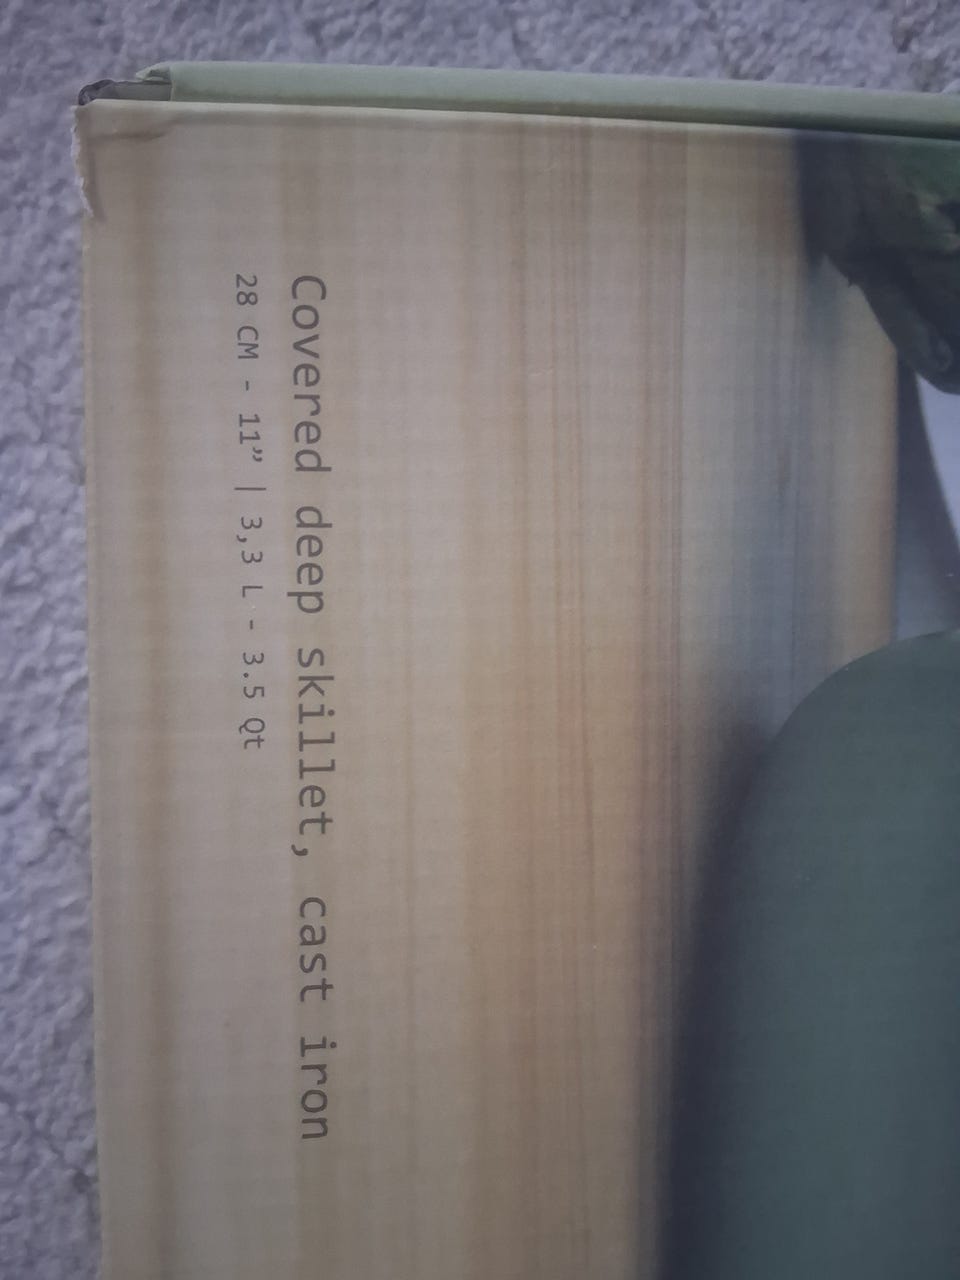 Covered deep skillet, cast iron
28 CM - 11” | 3,3 L - 3.5 Qt